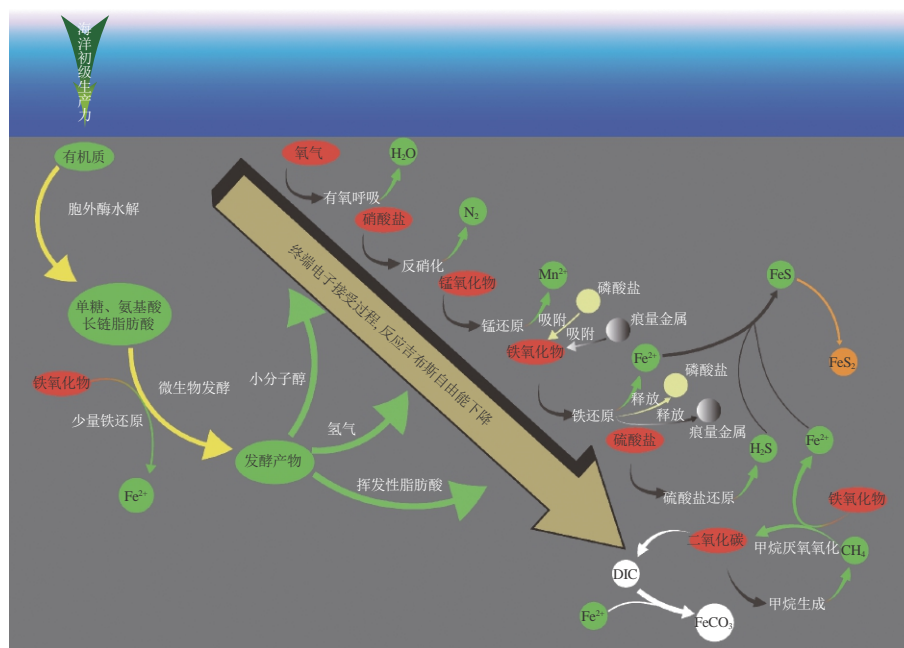 海洋初级生产力
有机质
胞外酶水解
单糖、氨基酸
长链脂肪酸
铁氧化物
少量铁还原
Fe²⁺
微生物发酵
发酵产物
小分子醇
氢气
挥发性脂肪酸
终端电子接受过程, 反应吉布斯自由能下降
氧气
有氧呼吸
H₂O
硝酸盐
反硝化
N₂
锰氧化物
锰还原
Mn²⁺
磷酸盐
吸附
痕量金属
吸附
铁氧化物
铁还原
Fe²⁺
释放
磷酸盐
释放
痕量金属
FeS
FeS₂
硫酸盐
硫酸盐还原
H₂S
Fe²⁺
铁氧化物
二氧化碳
甲烷厌氧氧化
CH₄
甲烷生成
DIC
Fe²⁺
FeCO₃